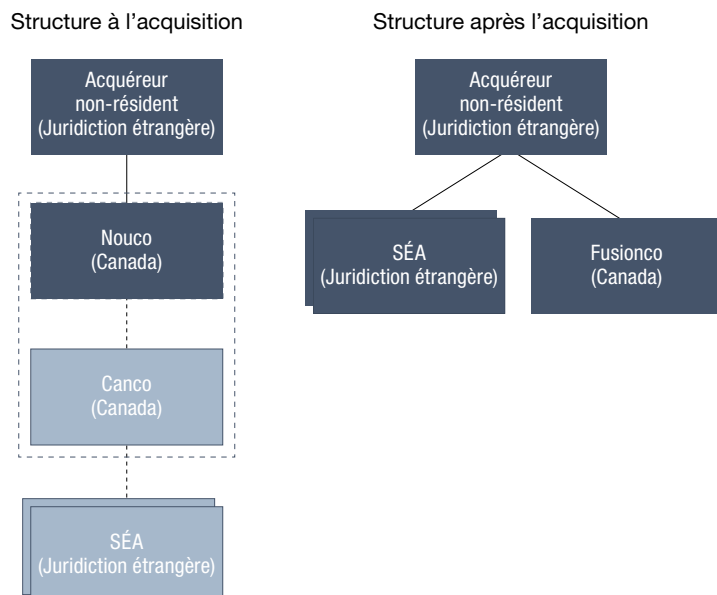 Structure à l’acquisition
Acquéreur
non-résident
(Juridiction étrangère)
Nouco
(Canada)
Canco
(Canada)
SÉA
(Juridiction étrangère)
Structure après l’acquisition
Acquéreur
non-résident
(Juridiction étrangère)
SÉA
(Juridiction étrangère)
Fusionco
(Canada)